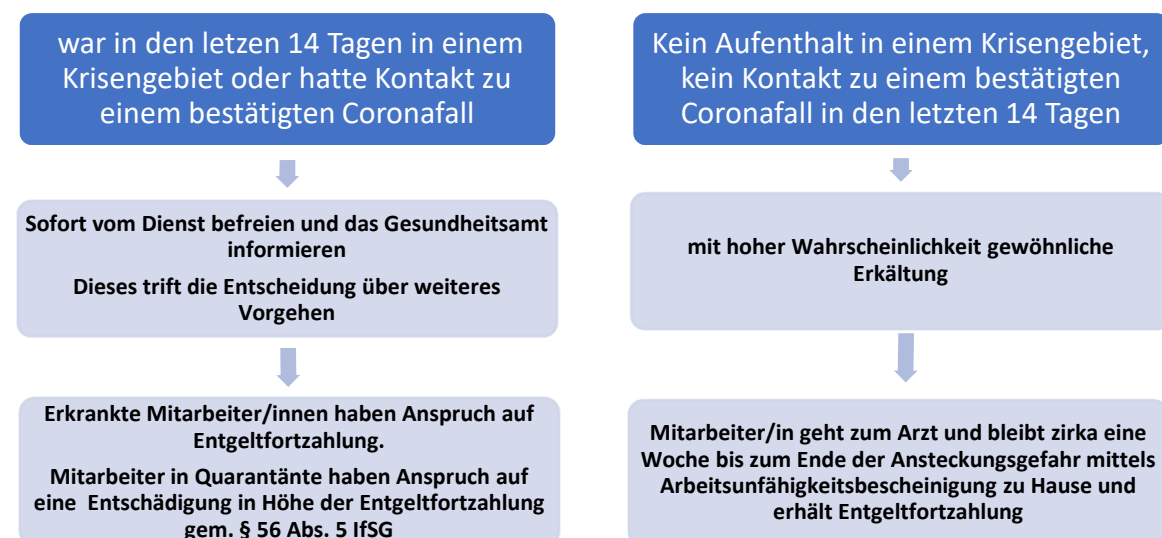 war in den letzen 14 Tagen in einem
Krisengebiet oder hatte Kontakt zu
einem bestätigten Coronafall
Sofort vom Dienst befreien und das Gesundheitsamt
informieren
Dieses trift die Entscheidung über weiteres
Vorgehen
Erkrankte Mitarbeiter/innen haben Anspruch auf
Entgeltfortzahlung.
Mitarbeiter in Quarantänte haben Anspruch auf
eine Entschädigung in Höhe der Entgeltfortzahlung
gem. § 56 Abs. 5 IfSG
Kein Aufenthalt in einem Krisengebiet,
kein Kontakt zu einem bestätigten
Coronafall in den letzten 14 Tagen
mit hoher Wahrscheinlichkeit gewöhnliche
Erkältung
Mitarbeiter/in geht zum Arzt und bleibt zirka eine
Woche bis zum Ende der Ansteckungsgefahr mittels
Arbeitsunfähigkeitsbescheinigung zu Hause und
erhält Entgeltfortzahlung